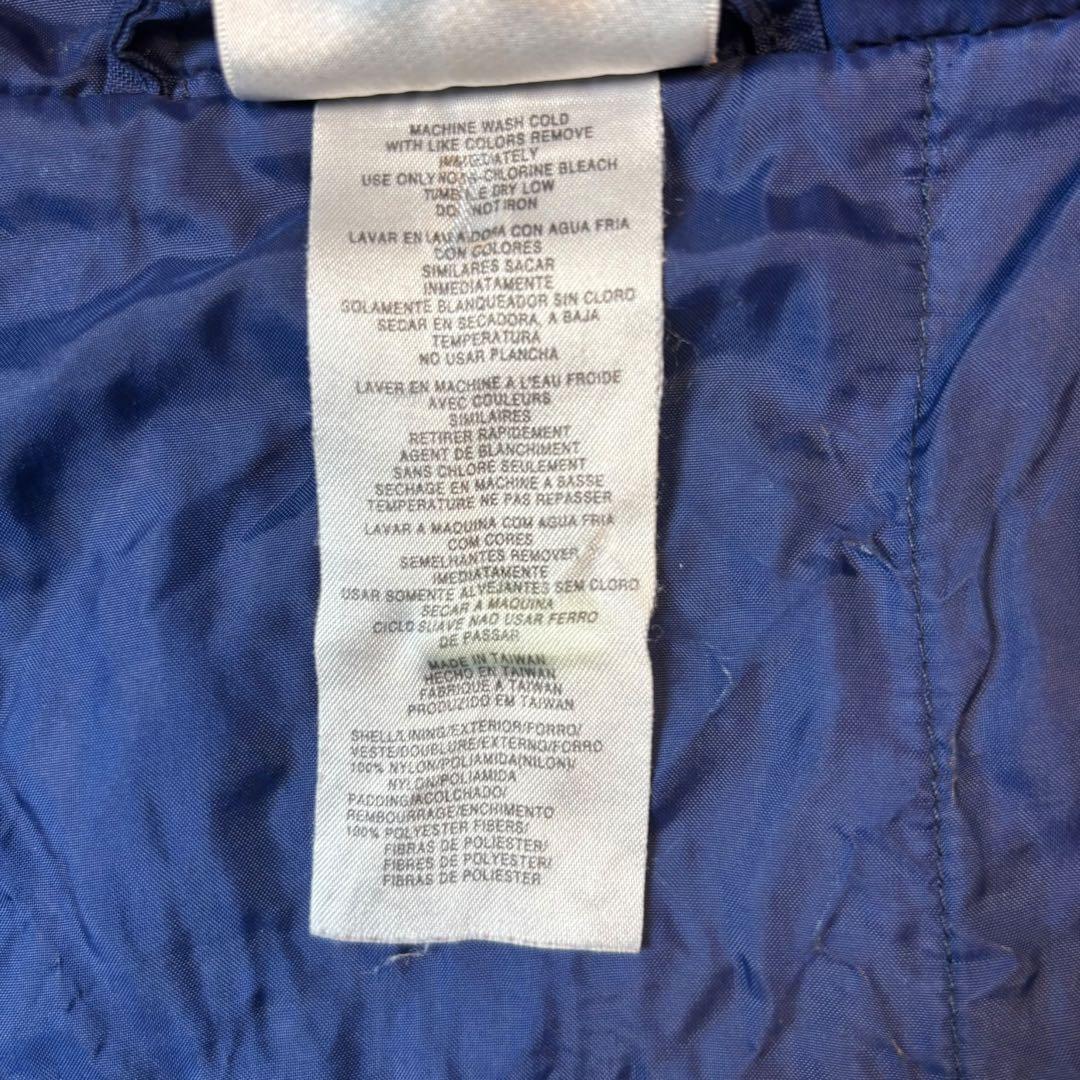 MACHINE WASH COLD
WITH LIKE COLORS REMOVE
IMMEDIATELY
USE ONLY NON-CHLORINE BLEACH
TUMBLE DRY LOW
DO NOT IRON
LAVAR EN LAU A DOMA CON AGUA FRIA
CON COLORES
SIMILARES SACAR
INMEDIATAMENTE
SOLAMENTE BLANQUEADOR SIN CLORO
SECAR EN SECADORA, A BAJA
TEMPERATURA
NO USAR PLANCHA
LAVER EN MACHINE A L'EAU FROIDE
AVEC COULEURS
SIMILAIRES
RETIRER RAPIDEMENT
AGENT DE BLANCHIMENT
SANS CHLORE SEULEMENT
SECHAGE EN MACHINE A BASSE
TEMPERATURE NE PAS REPASSER
LAVAR A MAQUINA COM AGUA FRIA
COM CORES
SEMELHANTES REMOVER
IMEDIATAMENTE
USAR SOMENTE ALVEJANTES SEM CLORO
SECAR A MAQUINA
CICLO SUAVE NAO USAR FERRO
DE PASSAR
MADE IN TAIWAN
HECHO EN TAIWAN
FABRIQUE A TAIWAN
PRODUZIDO EM TAIWAN
SHELL/LINING/EXTERIOR/FORRO/
VESTE/DOUBLURE/EXTERNO/FORRO
100% NYLON/POLIAMIDA(NILON)/
NYLON/POLIAMIDA
PADDING/ACOLCHADO/
REMBOURRAGE/ENCHIMENTO
100% POLYESTER FIBERS/
FIBRAS DE POLIESTER/
FIBRES DE POLYESTER/
FIBRAS DE POLIESTER